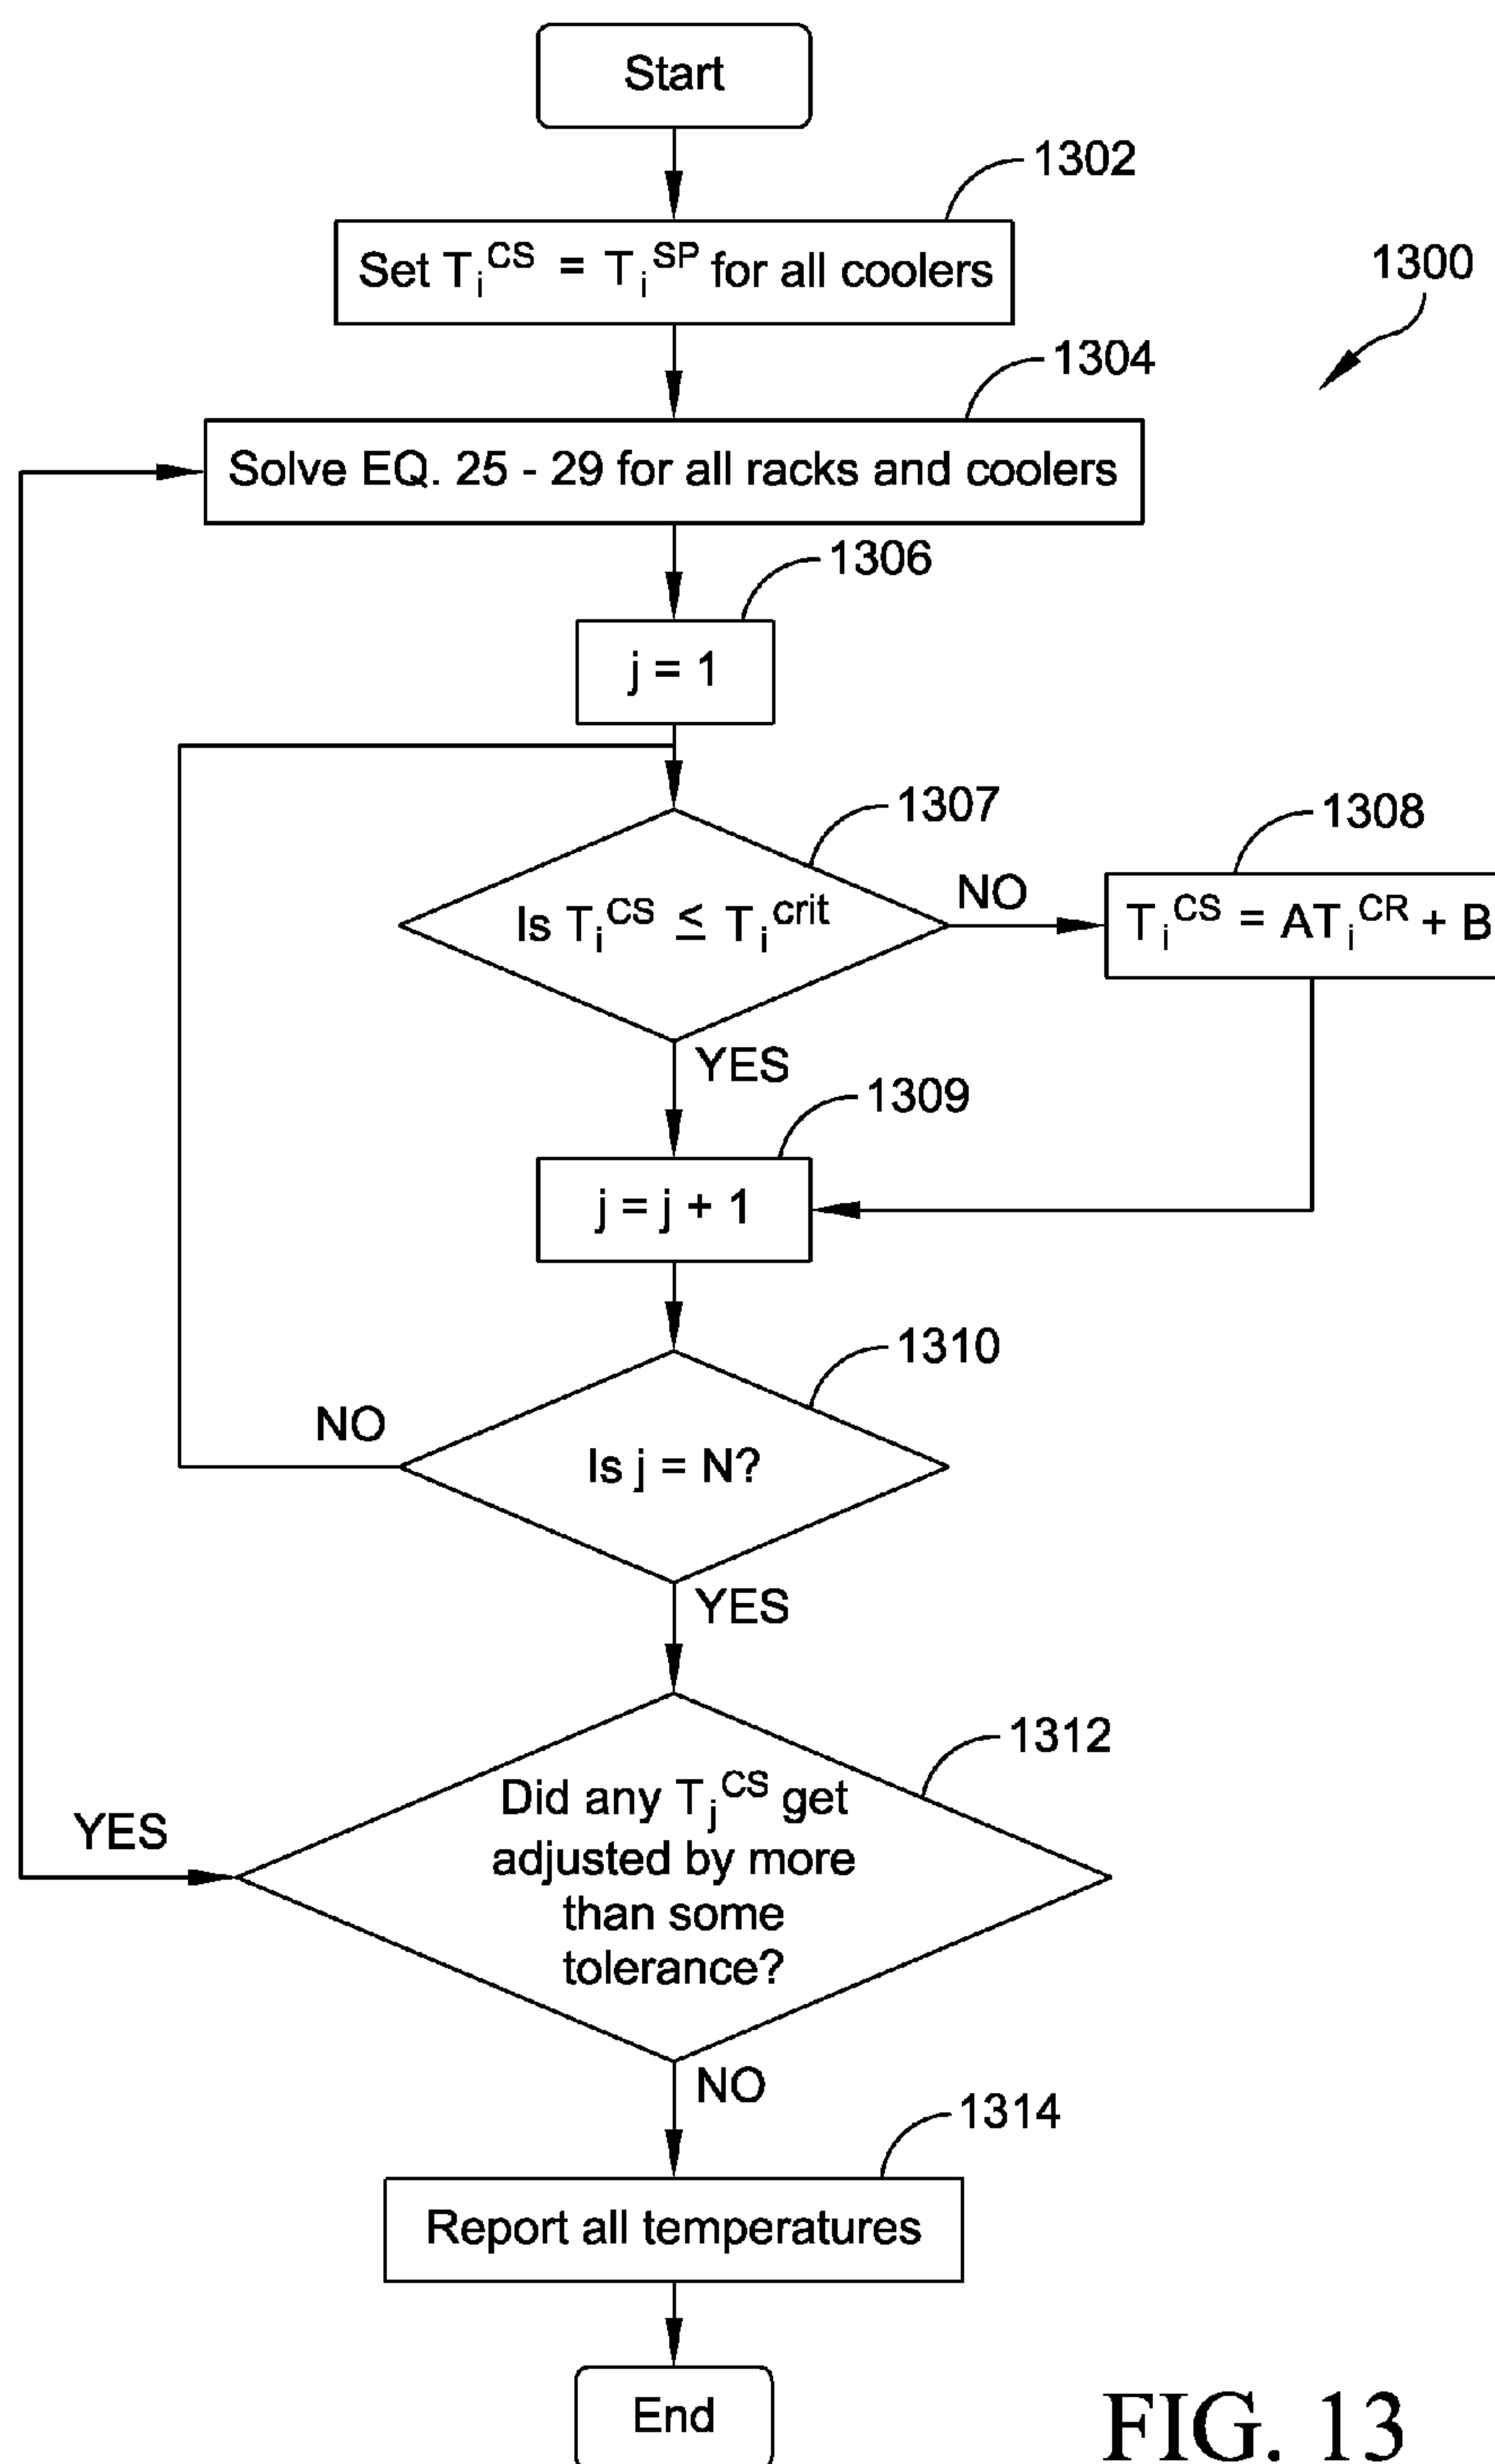 Start
1302
Set T_i^CS = T_i^SP for all coolers
1300
1304
Solve EQ. 25 - 29 for all racks and coolers
1306
j = 1
1307
Is T_i^CS ≤ T_i^crit
NO
1308
T_i^CS = AT_i^CR + B
YES
1309
j = j + 1
1310
Is j = N?
NO
YES
1312
Did any T_j^CS get
adjusted by more
than some
tolerance?
YES
NO
1314
Report all temperatures
End
FIG. 13